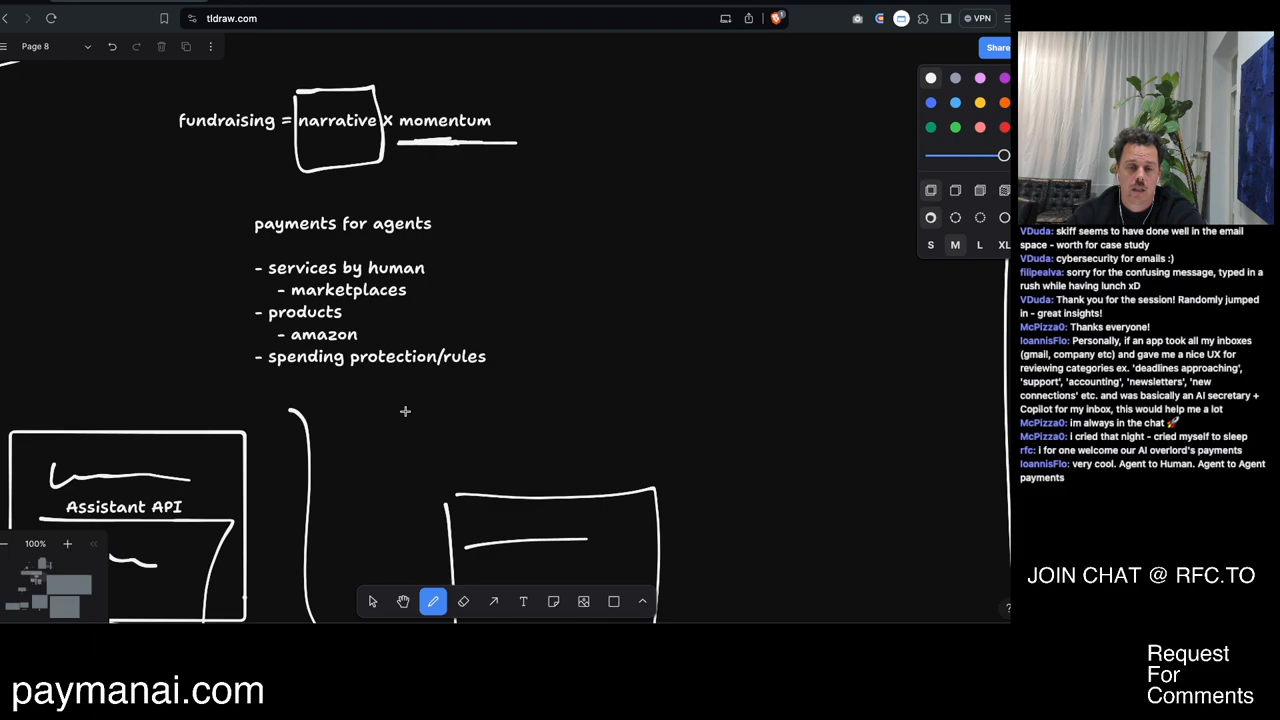 tldraw.com
VPN
Page 8
Share
fundraising = narrative x momentum
payments for agents
- services by human
- marketplaces
- products
- amazon
- spending protection/rules
Assistant API
100%
S M L XL
?
VDuda: skiff seems to have done well in the email
space - worth for case study
VDuda: cybersecurity for emails :)
filipealva: sorry for the confusing message, typed in a
rush while having lunch xD
VDuda: Thank you for the session! Randomly jumped
in - great insights!
McPizza0: Thanks everyone!
IoannisFlo: Personally, if an app took all my inboxes
(gmail, company etc) and gave me a nice UX for
reviewing categories ex. 'deadlines approaching',
'support', 'accounting', 'newsletters', 'new
connections' etc. and was basically an AI secretary +
Copilot for my inbox, this would help me a lot
McPizza0: im always in the chat 🚀
McPizza0: i cried that night - cried myself to sleep
rfc: i for one welcome our AI overlord's payments
IoannisFlo: very cool. Agent to Human. Agent to Agent
payments
JOIN CHAT @ RFC.TO
Request
For
Comments
paymanai.com